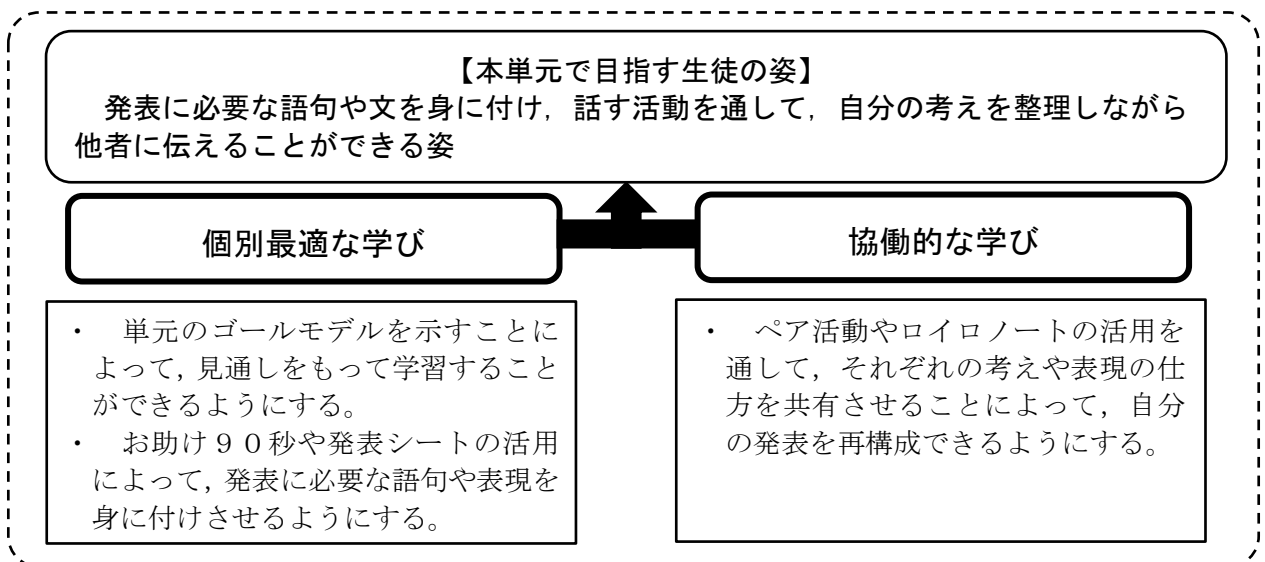 【本単元で目指す生徒の姿】
発表に必要な語句や文を身に付け，話す活動を通して，自分の考えを整理しながら
他者に伝えることができる姿
個別最適な学び
協働的な学び
・　単元のゴールモデルを示すことに
よって，見通しをもって学習すること
ができるようにする。
・　お助け９０秒や発表シートの活用
によって，発表に必要な語句や表現を
身に付けさせるようにする。
・　ペア活動やロイロノートの活用を
通して，それぞれの考えや表現の仕
方を共有させることによって，自分
の発表を再構成できるようにする。